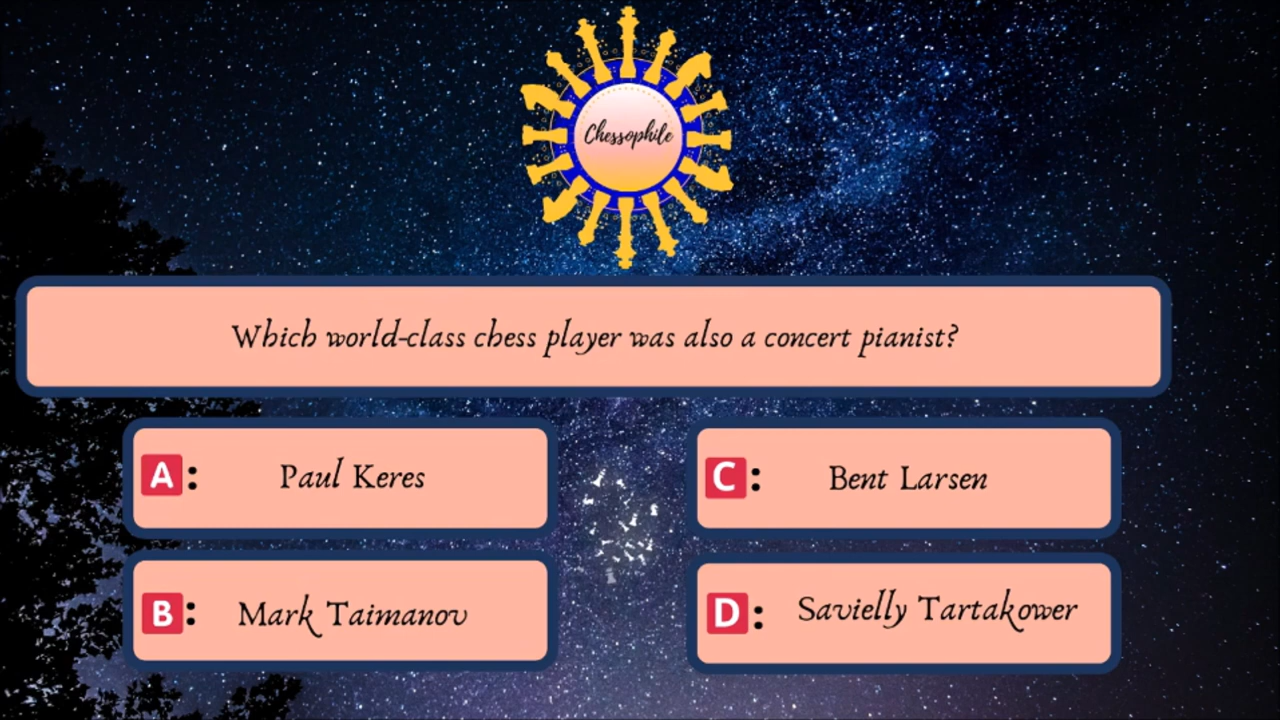 Chessophile
Which world-class chess player was also a concert pianist?
A: Paul Keres
C: Bent Larsen
B: Mark Taimanov
D: Savielly Tartakower